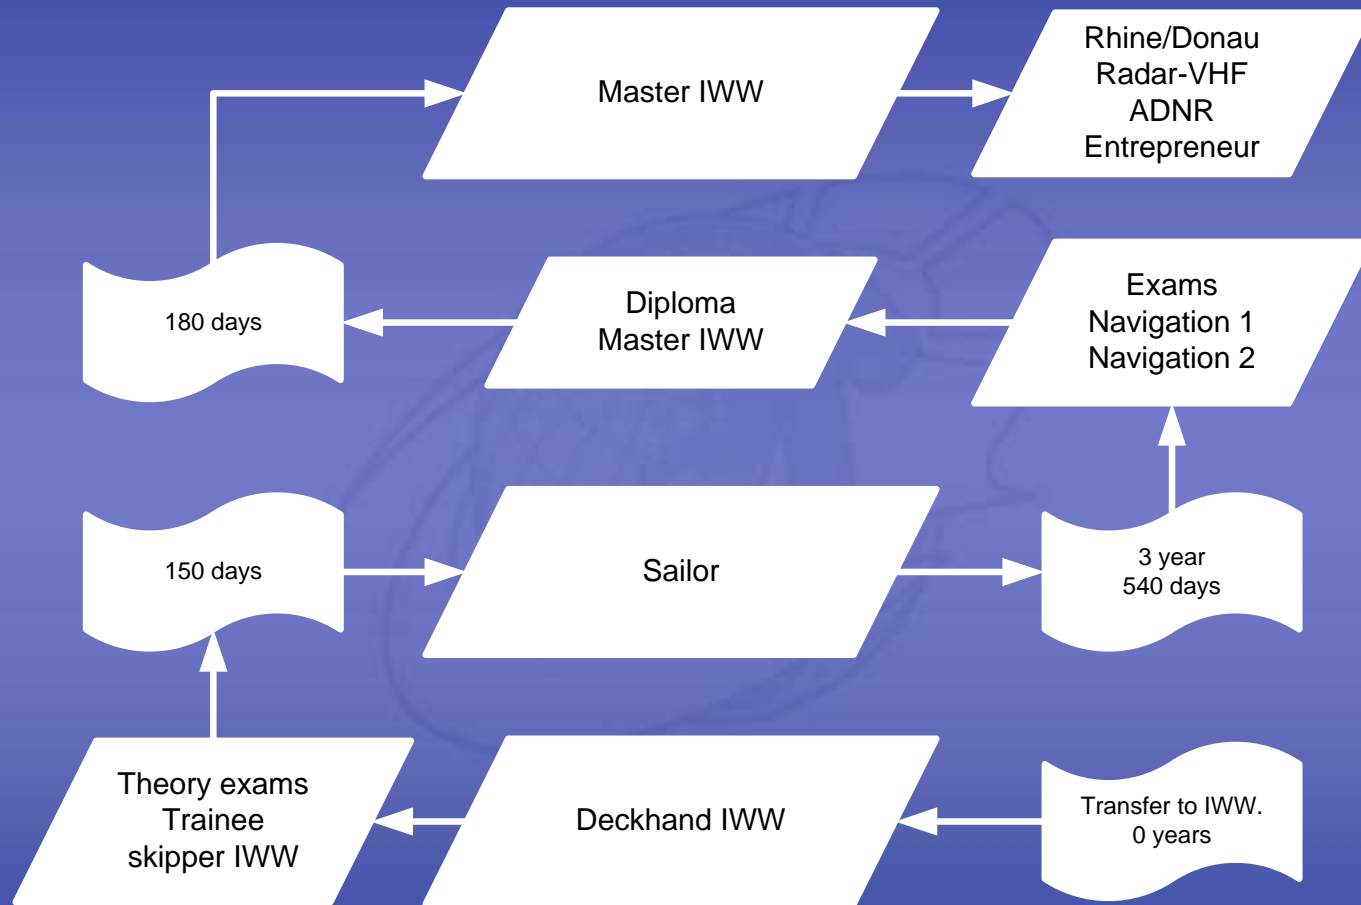 Master IWW
Rhine/Donau
Radar-VHF
ADNR
Entrepreneur
180 days
Diploma
Master IWW
Exams
Navigation 1
Navigation 2
150 days
Sailor
3 year
540 days
Theory exams
Trainee
skipper IWW
Deckhand IWW
Transfer to IWW.
0 years